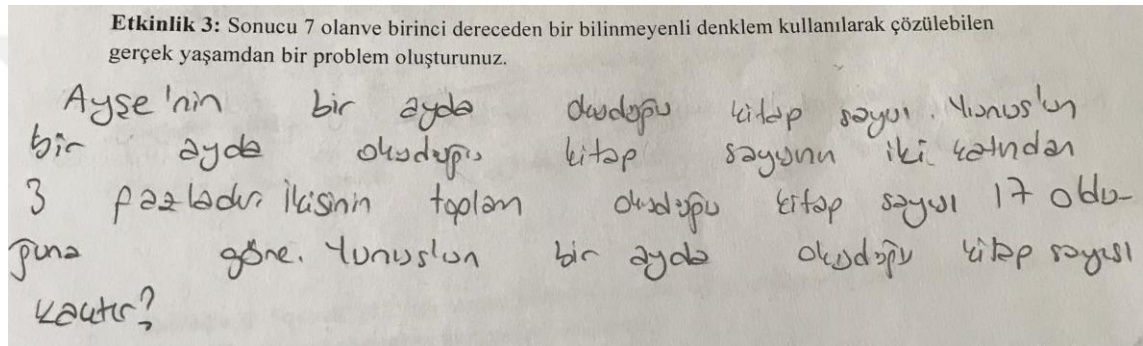 Etkinlik 3: Sonucu 7 olanve birinci dereceden bir bilinmeyenli denklem kullanılarak çözülebilen
gerçek yaşamdan bir problem oluşturunuz.
Ayşe'nin bir ayda okuduğu kitap sayısı. Yunus'un
bir ayda okuduğu kitap sayısının iki katından
3 fazladır. İkisinin toplam okuduğu kitap sayısı 17 oldu-
ğuna göre. Yunus'un bir ayda okuduğu kitap sayısı
kaçtır?